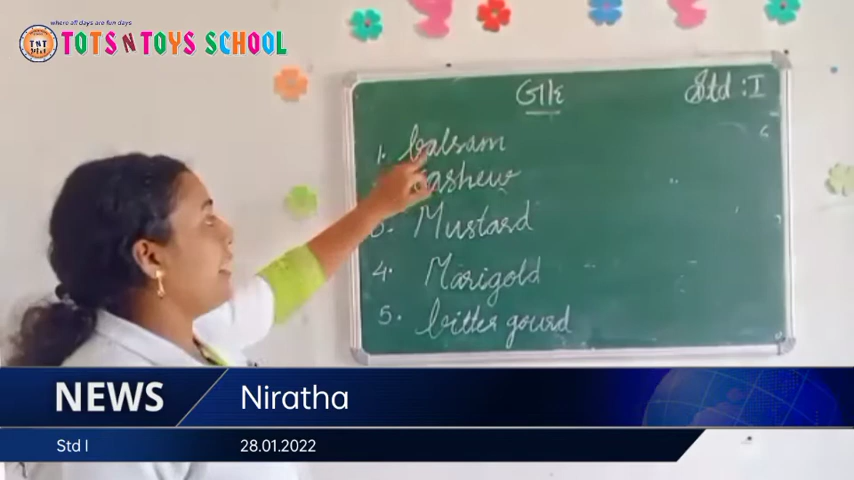 where all days are fun days
TNT
TOTS N TOYS SCHOOL
Gk
Std : I
1. balsam
cashew
3. Mustard
4. Marigold
5. bitter gourd
NEWS
Niratha
Std I
28.01.2022